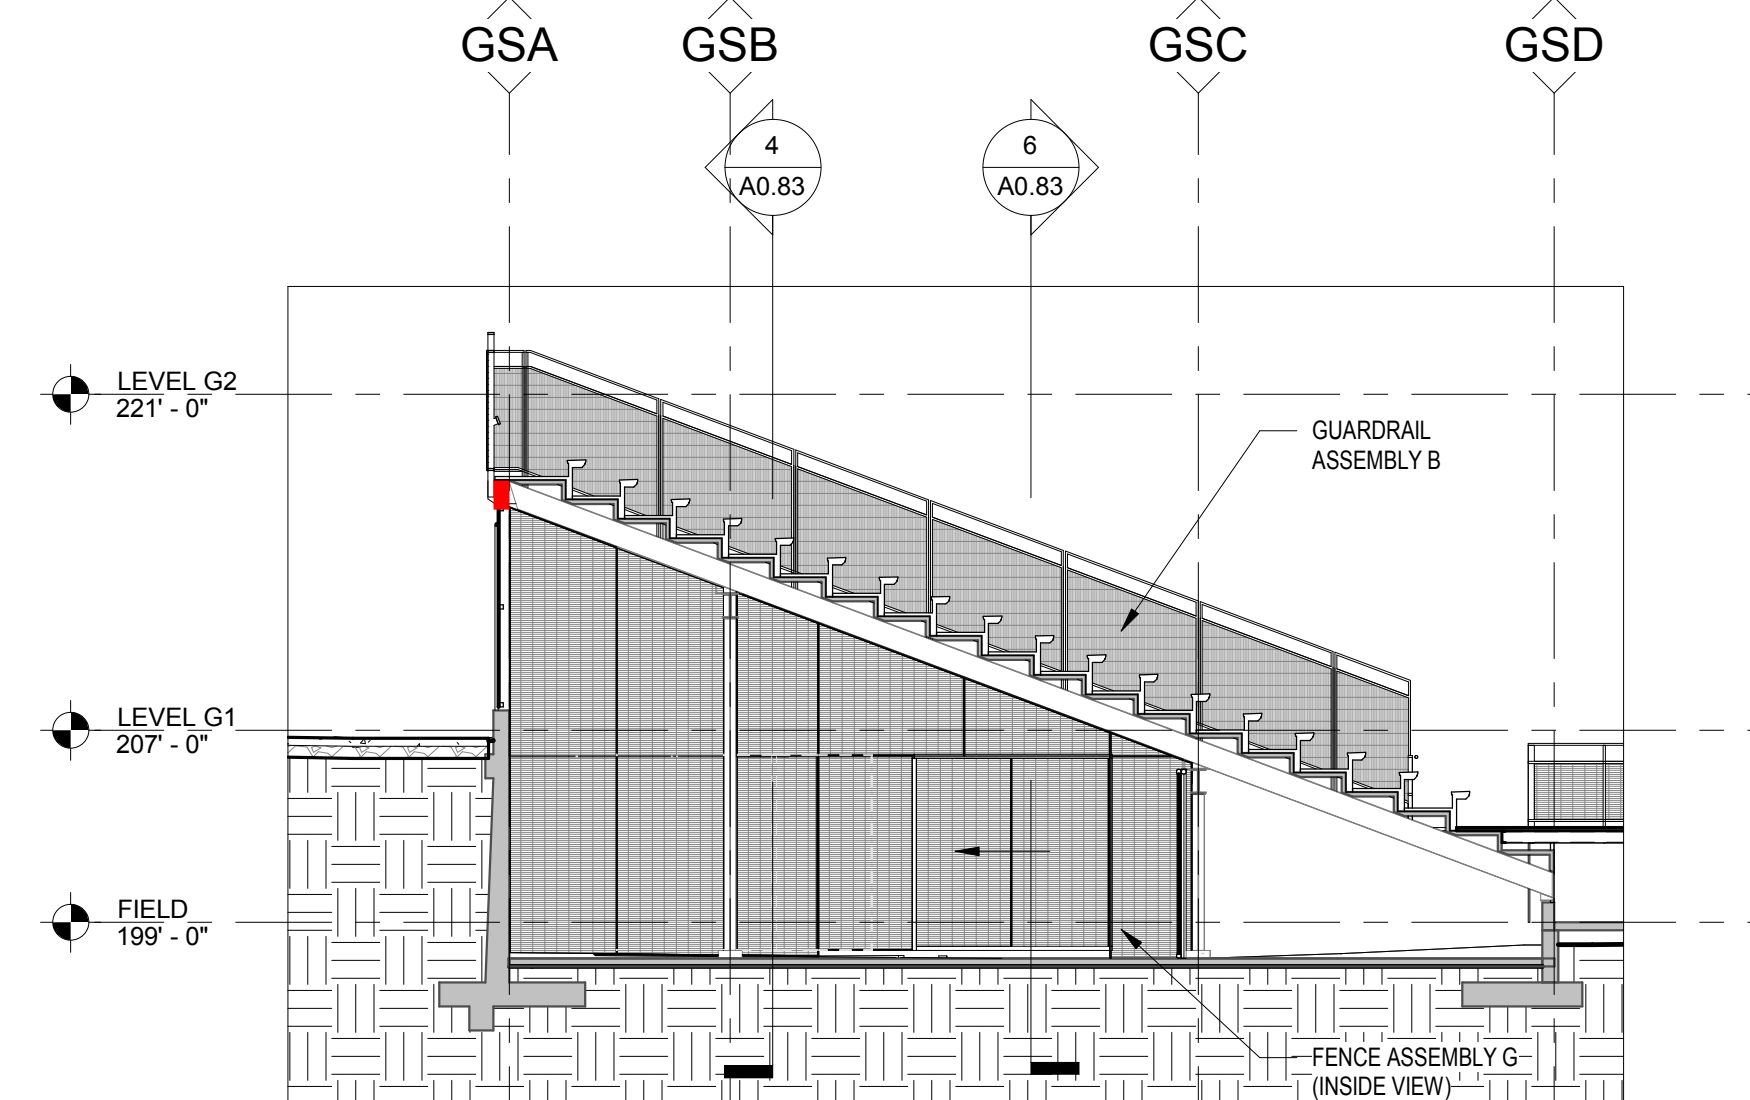 GSA
GSB
GSC
GSD
4
A0.83
6
A0.83
LEVEL G2
221' - 0"
GUARDRAIL
ASSEMBLY B
LEVEL G1
207' - 0"
FIELD
199' - 0"
FENCE ASSEMBLY G
(INSIDE VIEW)